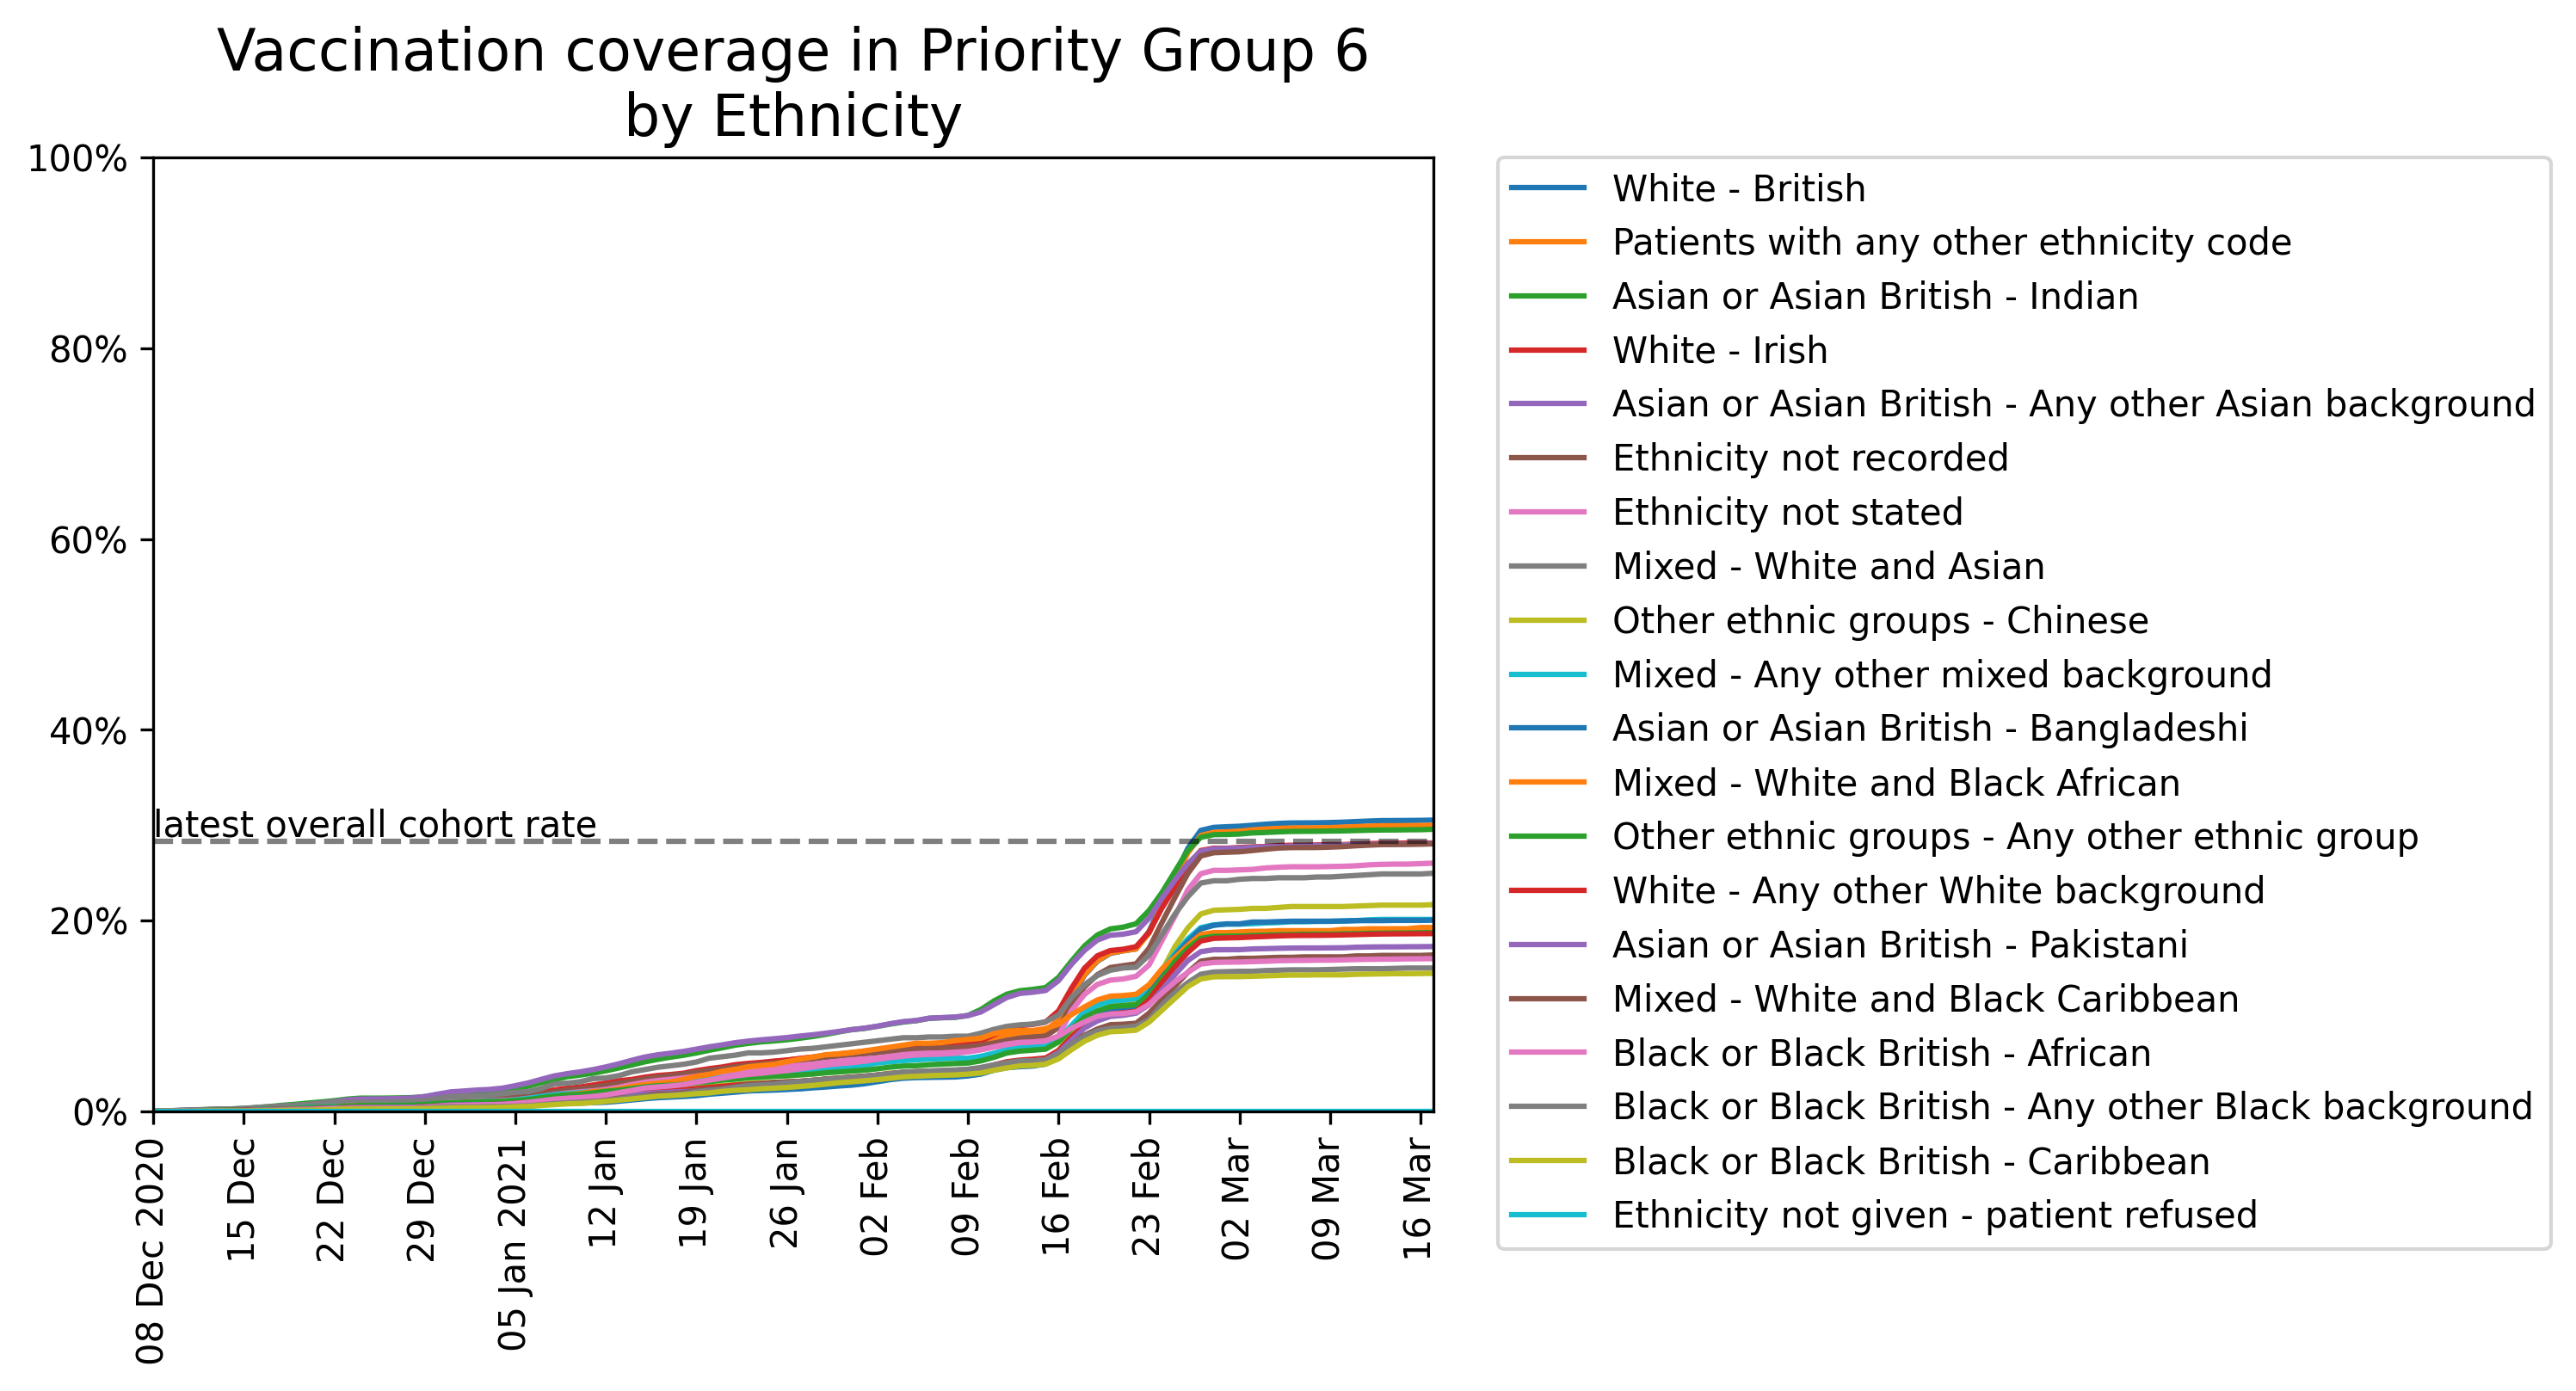 Vaccination coverage in Priority Group 6
by Ethnicity
100%
80%
60%
40%
20%
0%
latest overall cohort rate
08 Dec 2020
15 Dec
22 Dec
29 Dec
05 Jan 2021
12 Jan
19 Jan
26 Jan
02 Feb
09 Feb
16 Feb
23 Feb
02 Mar
09 Mar
16 Mar
White - British
Patients with any other ethnicity code
Asian or Asian British - Indian
White - Irish
Asian or Asian British - Any other Asian background
Ethnicity not recorded
Ethnicity not stated
Mixed - White and Asian
Other ethnic groups - Chinese
Mixed - Any other mixed background
Asian or Asian British - Bangladeshi
Mixed - White and Black African
Other ethnic groups - Any other ethnic group
White - Any other White background
Asian or Asian British - Pakistani
Mixed - White and Black Caribbean
Black or Black British - African
Black or Black British - Any other Black background
Black or Black British - Caribbean
Ethnicity not given - patient refused